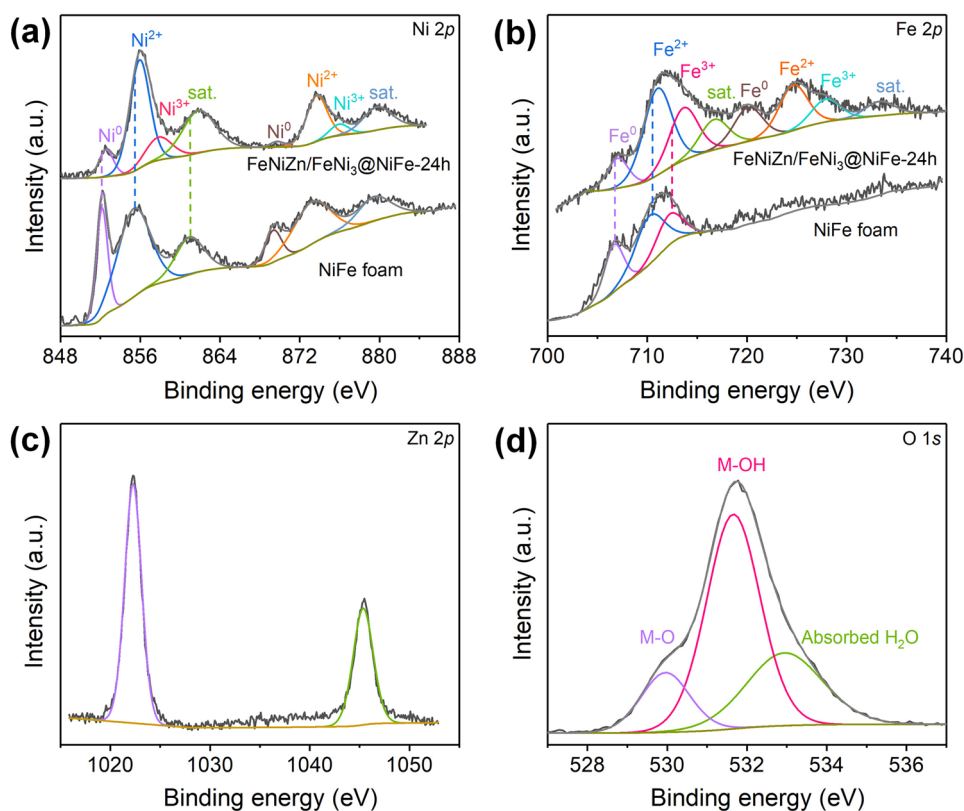 (a)
Ni 2p
Ni²⁺
Ni³⁺
sat.
Ni⁰
Ni²⁺
Ni³⁺
sat.
Ni⁰
FeNiZn/FeNi₃@NiFe-24h
NiFe foam
Intensity (a.u.)
848 856 864 872 880 888
Binding energy (eV)
(b)
Fe 2p
Fe²⁺
Fe³⁺
sat.
Fe⁰
Fe²⁺
Fe³⁺
sat.
Fe⁰
FeNiZn/FeNi₃@NiFe-24h
NiFe foam
Intensity (a.u.)
700 710 720 730 740
Binding energy (eV)
(c)
Zn 2p
Intensity (a.u.)
1020 1030 1040 1050
Binding energy (eV)
(d)
O 1s
M-OH
M-O
Absorbed H₂O
Intensity (a.u.)
528 530 532 534 536
Binding energy (eV)